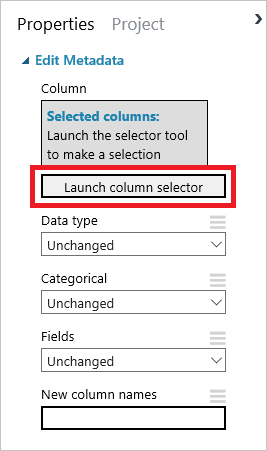 Properties Project
Edit Metadata
Column
Selected columns:
Launch the selector tool
to make a selection
Launch column selector
Data type
Unchanged
Categorical
Unchanged
Fields
Unchanged
New column names